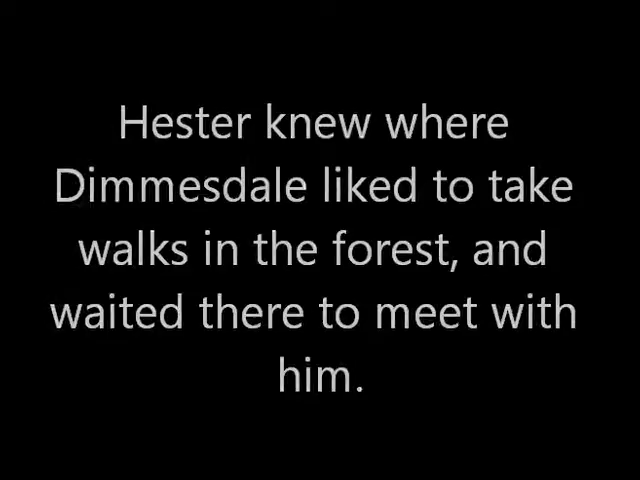 Hester knew where
Dimmesdale liked to take
walks in the forest, and
waited there to meet with
him.